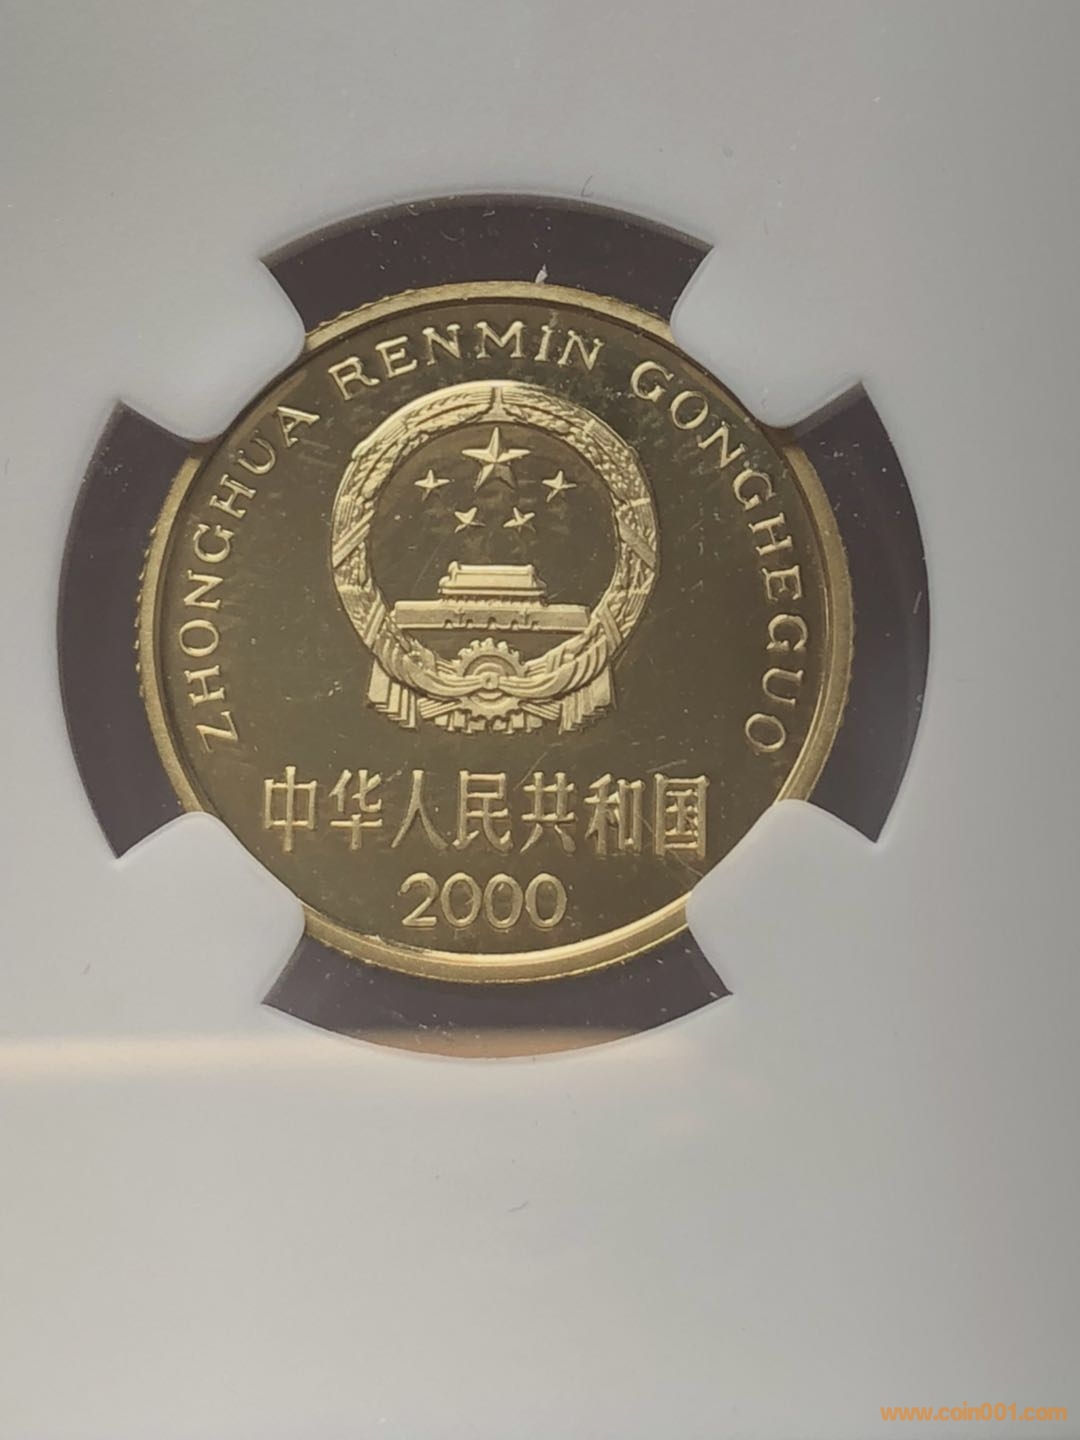 ZHONGHUA RENMIN GONGHEGUO
中华人民共和国
2000
www.coin001.com